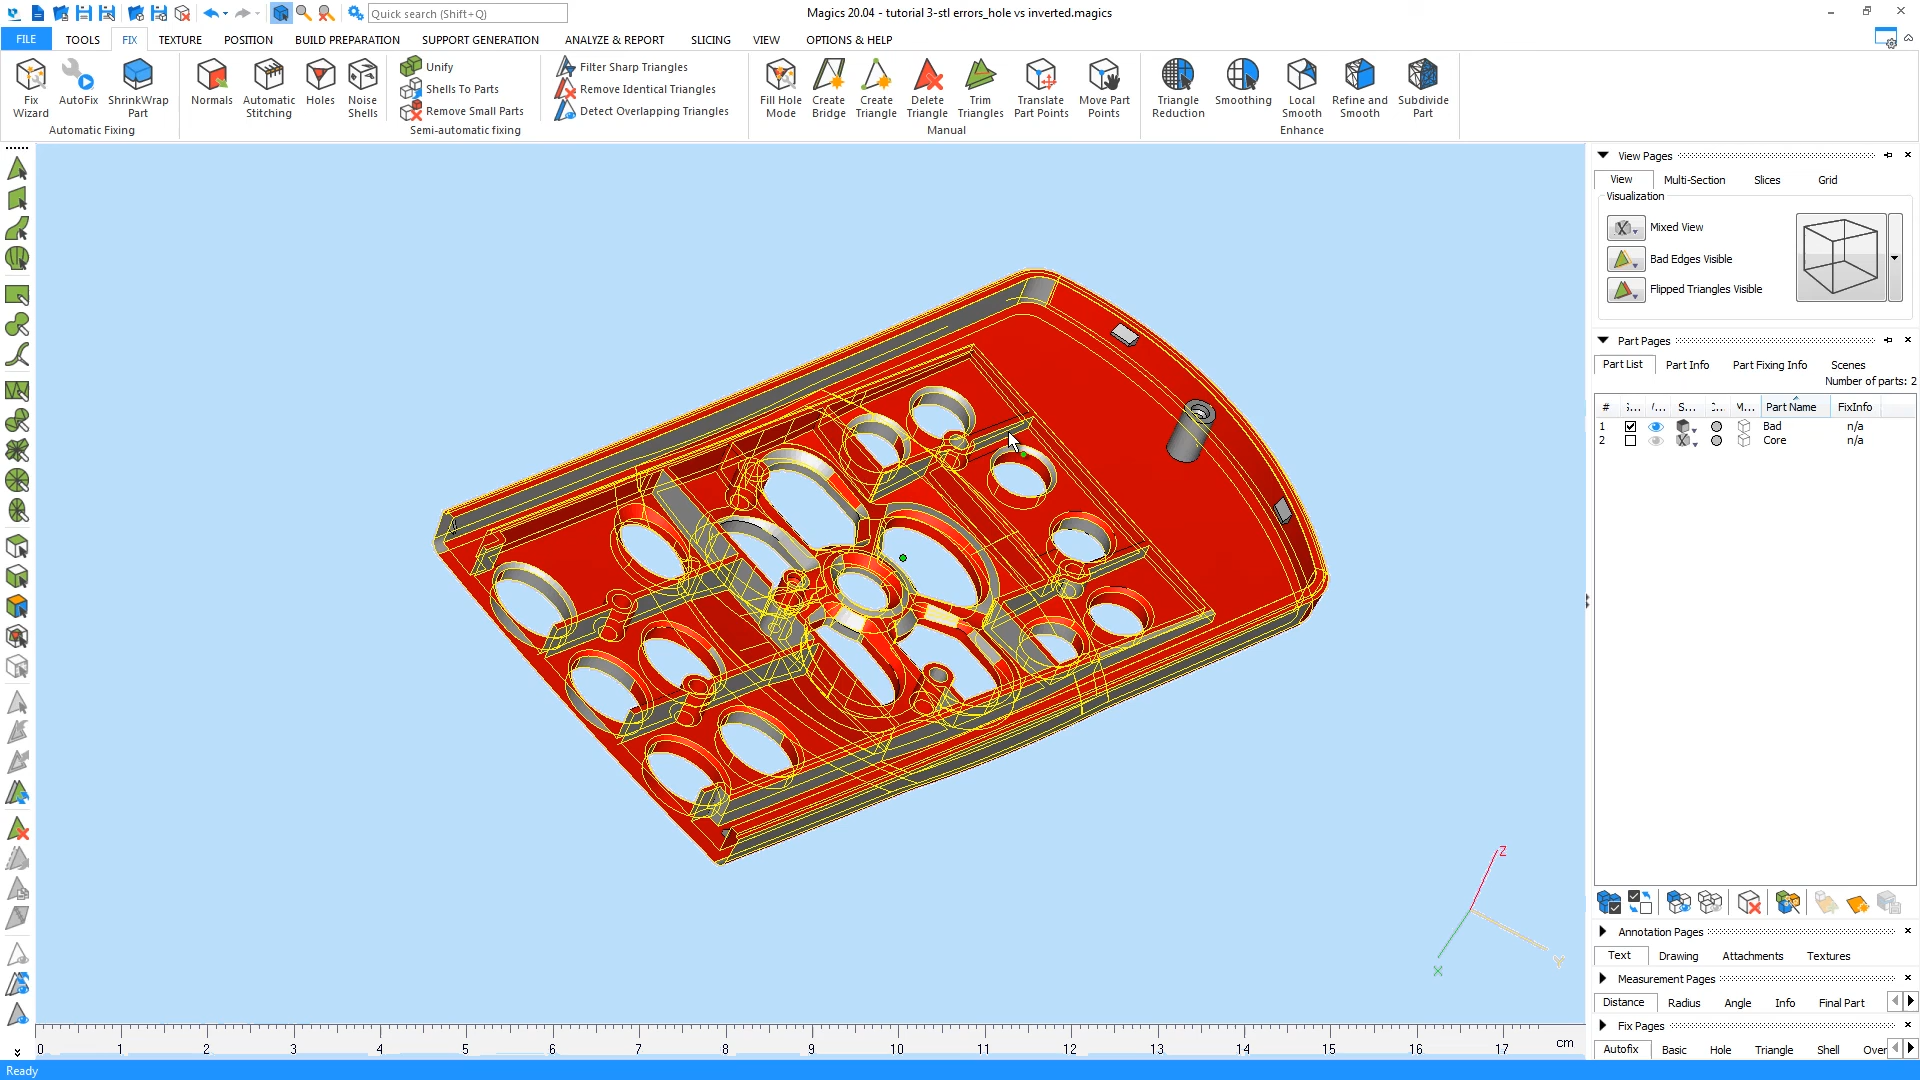 Quick search (Shift+Q)
Magics 20.04 - tutorial 3-stl errors_hole vs inverted.magics
FILE TOOLS FIX TEXTURE POSITION BUILD PREPARATION SUPPORT GENERATION ANALYZE & REPORT SLICING VIEW OPTIONS & HELP
Fix Wizard
AutoFix
ShrinkWrap Part
Automatic Fixing
Normals
Automatic Stitching
Holes
Noise Shells
Unify
Shells To Parts
Remove Small Parts
Filter Sharp Triangles
Remove Identical Triangles
Detect Overlapping Triangles
Semi-automatic fixing
Fill Hole Mode
Create Bridge
Create Triangle
Delete Triangle
Trim Triangles
Translate Part Points
Move Part Points
Manual
Triangle Reduction
Smoothing
Local Smooth
Refine and Smooth
Subdivide Part
Enhance
View Pages
View Multi-Section Slices Grid
Visualization
Mixed View
Bad Edges Visible
Flipped Triangles Visible
Part Pages
Part List Part Info Part Fixing Info Scenes
Number of parts: 2
# S... /... S... C... M... Part Name FixInfo
1 Bad n/a
2 Core n/a
Z
X
Y
Annotation Pages
Text Drawing Attachments Textures
Measurement Pages
Distance Radius Angle Info Final Part
Fix Pages
Autofix Basic Hole Triangle Shell Over
0 1 2 3 4 5 6 7 8 9 10 11 12 13 14 15 16 17 cm
Ready